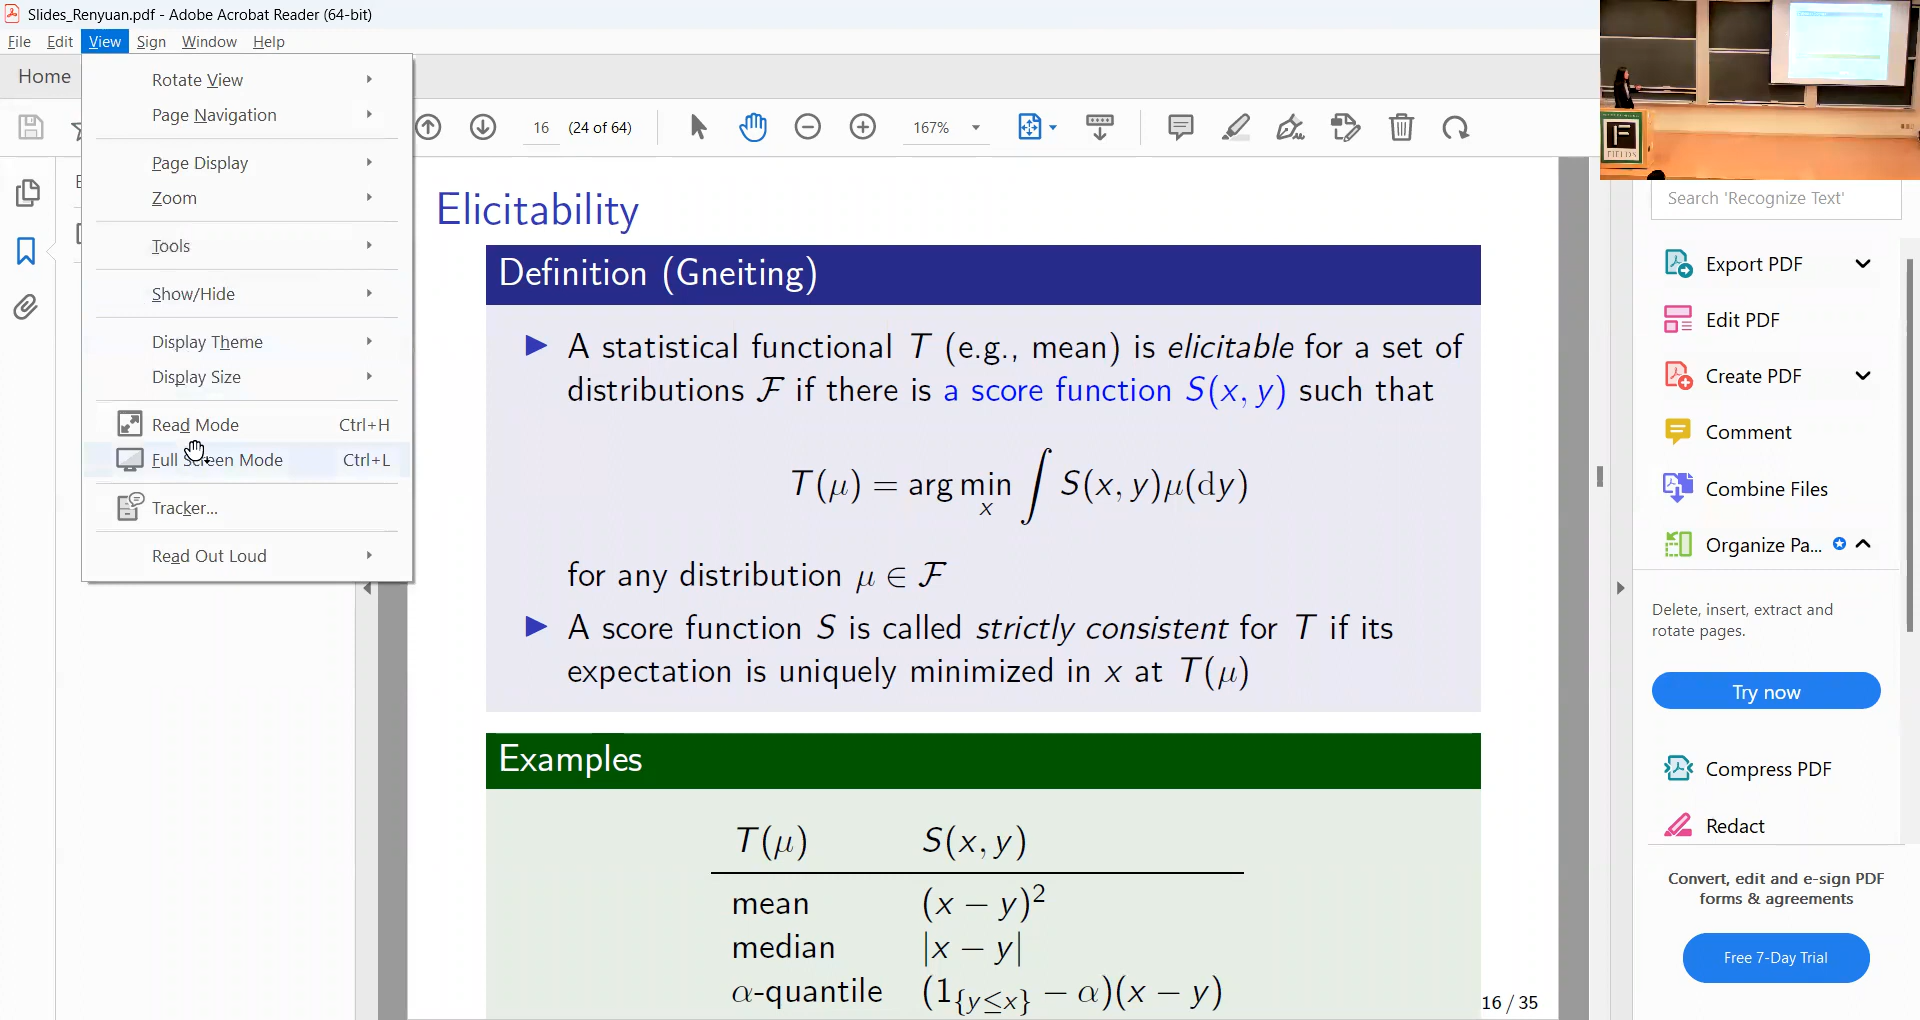 Slides_Renyuan.pdf - Adobe Acrobat Reader (64-bit)
File Edit View Sign Window Help
Home
Rotate View
Page Navigation
Page Display
Zoom
Tools
Show/Hide
Display Theme
Display Size
Read Mode Ctrl+H
Full Screen Mode Ctrl+L
Tracker...
Read Out Loud
16 (24 of 64) 167%
Elicitability
Definition (Gneiting)
▶ A statistical functional T (e.g., mean) is elicitable for a set of
distributions ℱ if there is a score function S(x, y) such that
T(μ) = arg min_x ∫ S(x, y)μ(dy)
for any distribution μ ∈ ℱ
▶ A score function S is called strictly consistent for T if its
expectation is uniquely minimized in x at T(μ)
Examples
T(μ) S(x, y)
mean (x − y)²
median |x − y|
α-quantile (1_{y≤x} − α)(x − y)
16 / 35
FIELDS
Search 'Recognize Text'
Export PDF
Edit PDF
Create PDF
Comment
Combine Files
Organize Pa...
Delete, insert, extract and
rotate pages.
Try now
Compress PDF
Redact
Convert, edit and e-sign PDF
forms & agreements
Free 7-Day Trial